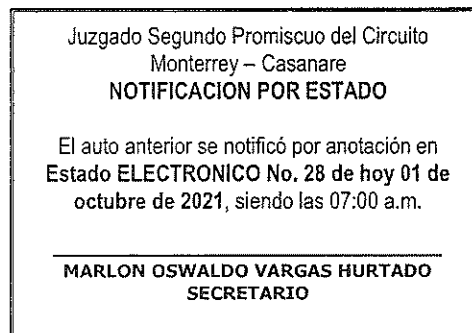 Juzgado Segundo Promiscuo del Circuito
Monterrey – Casanare
NOTIFICACION POR ESTADO
El auto anterior se notificó por anotación en
Estado ELECTRONICO No. 28 de hoy 01 de
octubre de 2021, siendo las 07:00 a.m.
MARLON OSWALDO VARGAS HURTADO
SECRETARIO